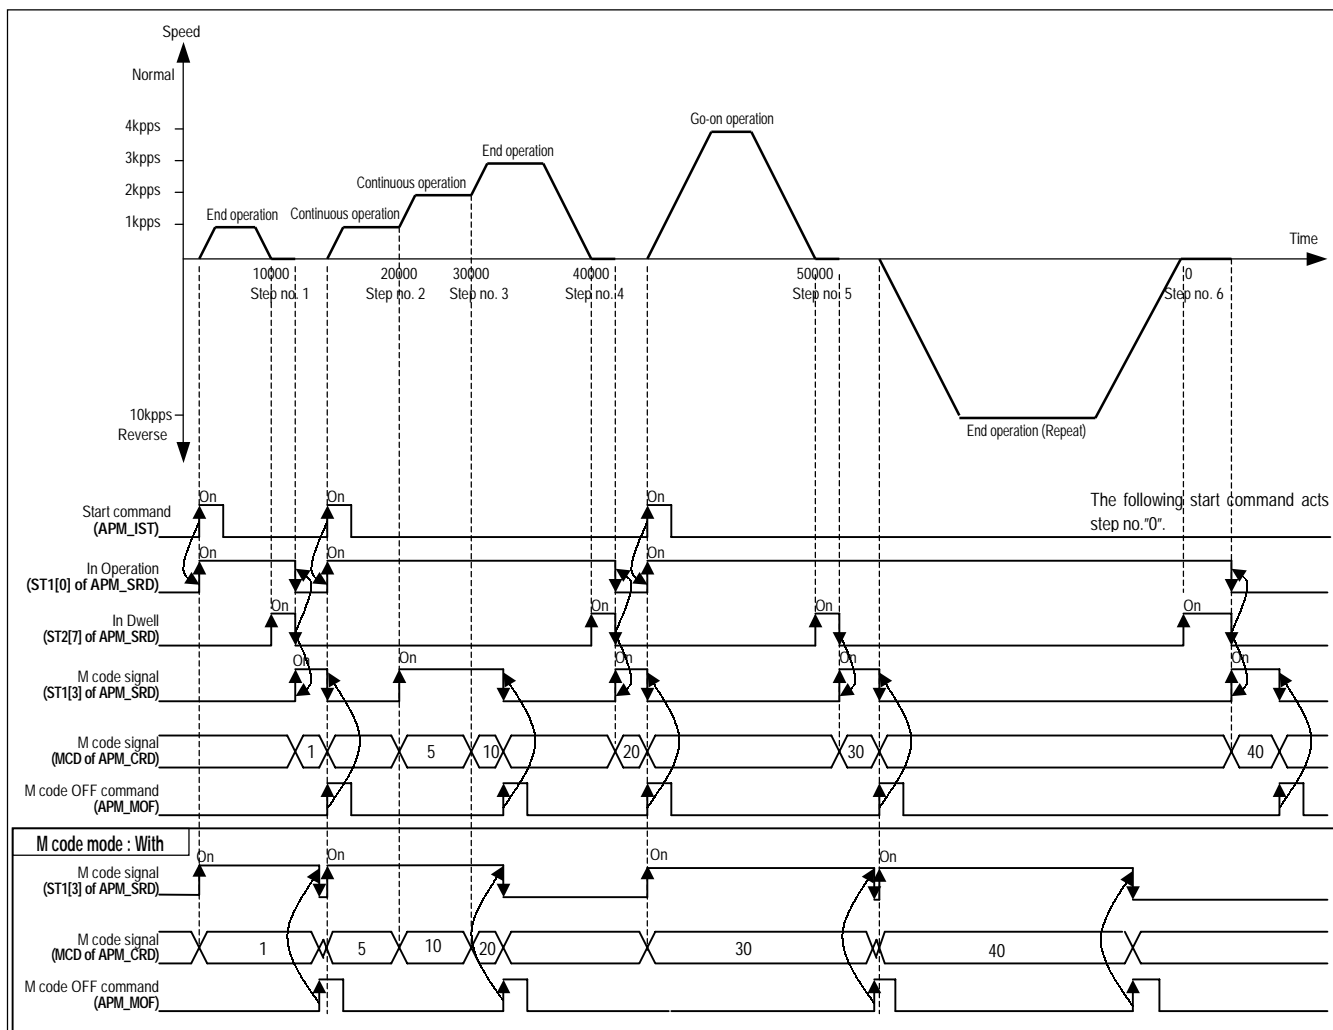 Speed
Normal
4kpps
3kpps
2kpps
1kpps
10kpps
Reverse
Time
End operation
Continuous operation
Continuous operation
End operation
Go-on operation
End operation (Repeat)
10000
20000
30000
40000
50000
0
Step no. 1
Step no. 2
Step no. 3
Step no. 4
Step no. 5
Step no. 6
The following start command acts
step no."0".
Start command
(APM_IST)
On
On
On
In Operation
(ST1[0] of APM_SRD)
On
On
On
In Dwell
(ST2[7] of APM_SRD)
On
On
On
On
M code signal
(ST1[3] of APM_SRD)
On
On
On
On
On
M code signal
(MCD of APM_CRD)
1
5
10
20
30
40
M code OFF command
(APM_MOF)
M code mode : With
M code signal
(ST1[3] of APM_SRD)
On
On
On
On
M code signal
(MCD of APM_CRD)
1
5
10
20
30
40
M code OFF command
(APM_MOF)